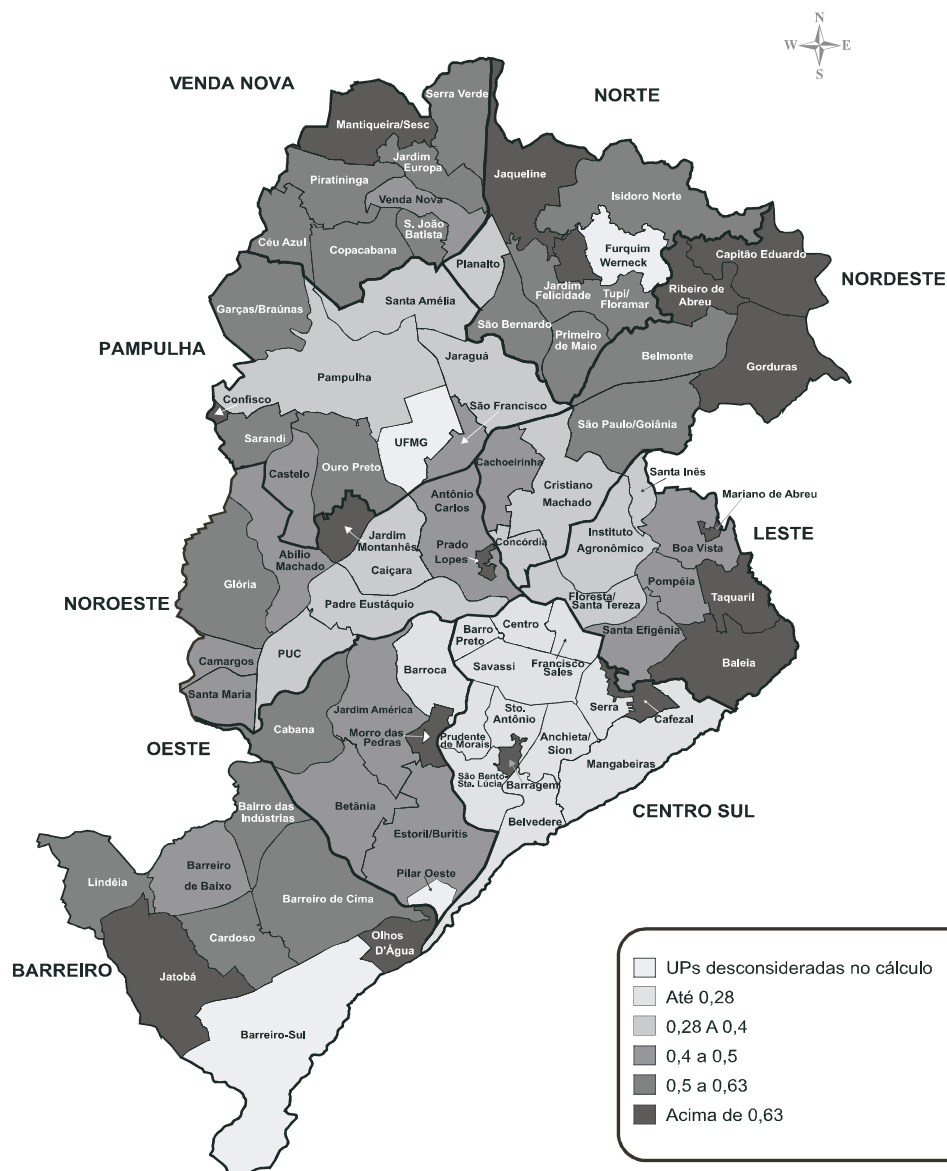 N
W E
S
VENDA NOVA
NORTE
Serra Verde
Mantiqueira/Sesc
Jardim
Europa
Jaqueline
Piratininga
Isidoro Norte
Venda Nova
S. João
Batista
Céu Azul
Copacabana
Planalto
Furquim
Werneck
Capitão Eduardo
NORDESTE
Ribeiro de
Abreu
Jardim
Felicidade
Tupi/
Floramar
Santa Amélia
Garças/Braúnas
São Bernardo
Primeiro
de Maio
PAMPULHA
Jaraguá
Belmonte
Gorduras
Pampulha
Confisco
São Francisco
São Paulo/Goiânia
Sarandi
UFMG
Castelo
Ouro Preto
Cachoeirinha
Cristiano
Machado
Santa Inês
Antônio
Carlos
Mariano de Abreu
LESTE
Jardim
Montanhês
Concórdia
Instituto
Agronômico
Boa Vista
Abílio
Machado
Prado
Lopes
Caiçara
Pompéia
Glória
NOROESTE
Padre Eustáquio
Floresta/
Santa Tereza
Taquaril
Santa Efigênia
Centro
Barro
Preto
PUC
Camargos
Francisco
Sales
Savassi
Baleia
Barroca
Santa Maria
Serra
Cafezal
Sto.
Antônio
Jardim América
Cabana
OESTE
Morro das
Pedras
Prudente
de Morais
Anchieta/
Sion
Mangabeiras
São Bento
Sta. Lúcia
Barragem
CENTRO SUL
Betânia
Bairro das
Indústrias
Belvedere
Estoril/Buritis
Barreiro
de Baixo
Pilar Oeste
Lindéia
Barreiro de Cima
Cardoso
Olhos
D'Água
BARREIRO
Jatobá
Barreiro-Sul
UPs desconsideradas no cálculo
Até 0,28
0,28 A 0,4
0,4 a 0,5
0,5 a 0,63
Acima de 0,63